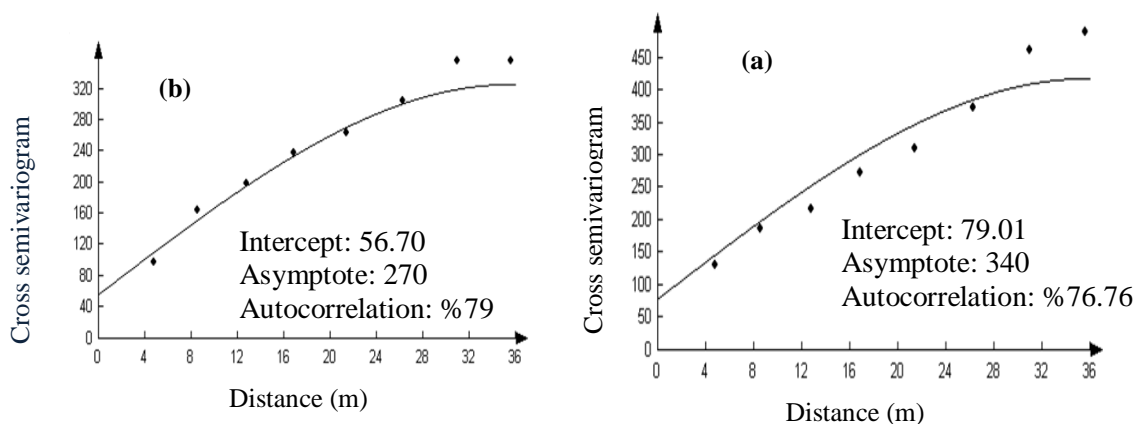 (b)
Cross semivariogram
320
280
240
200
160
120
80
40
0
Intercept: 56.70
Asymptote: 270
Autocorrelation: %79
0 4 8 12 16 20 24 28 32 36
Distance (m)
(a)
Cross semivariogram
450
400
350
300
250
200
150
100
50
0
Intercept: 79.01
Asymptote: 340
Autocorrelation: %76.76
0 4 8 12 16 20 24 28 32 36
Distance (m)